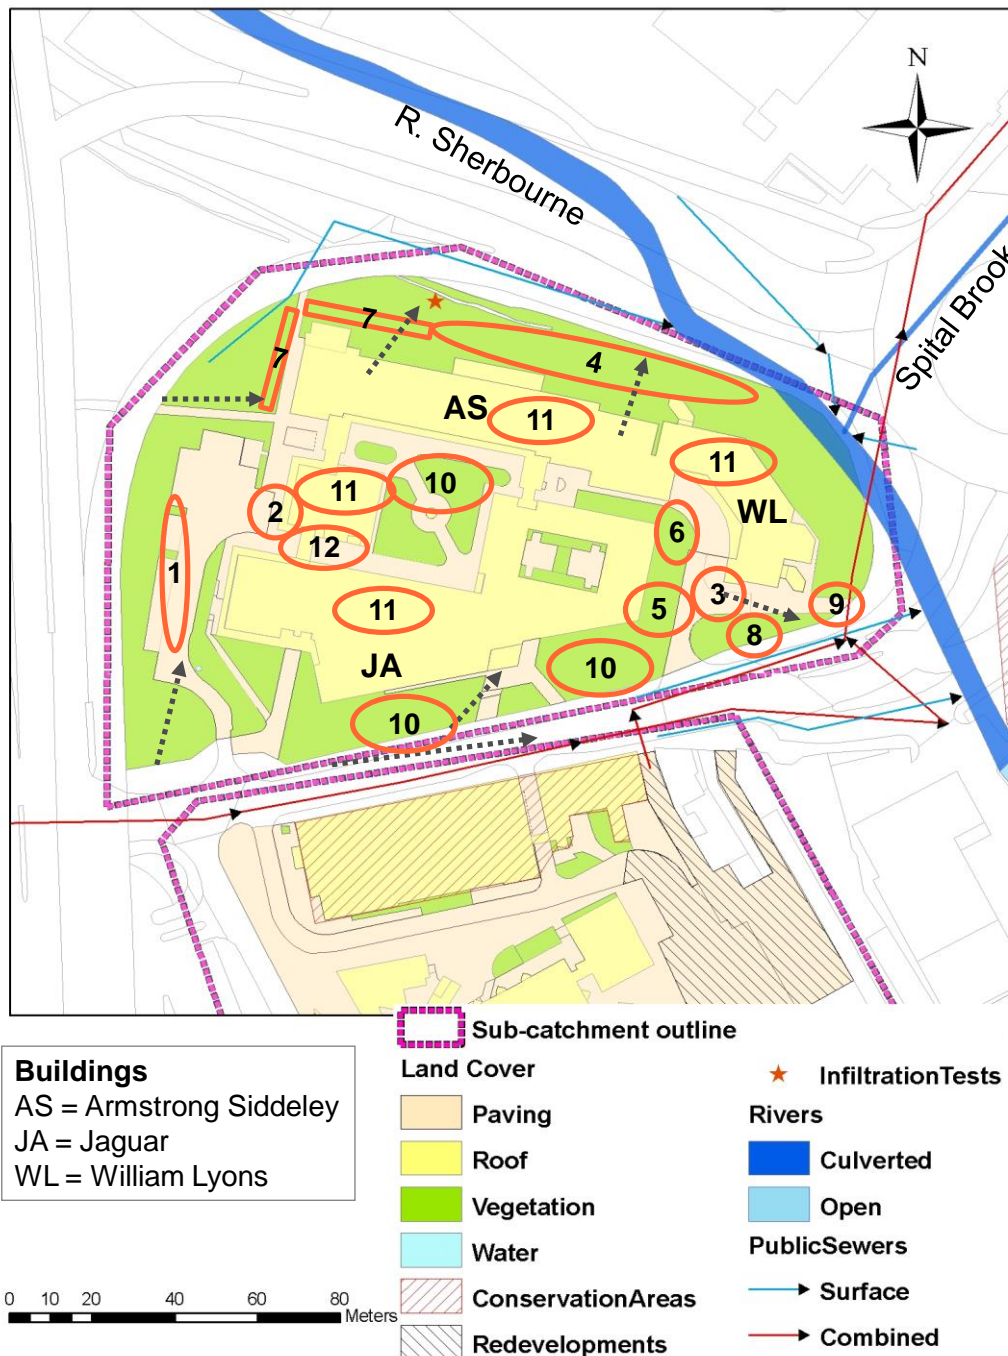 N
R. Sherbourne
Spital Brook
7
7
4
AS
11
11
10
11
2
WL
6
12
1
3
11
5
9
8
JA
10
10
Sub-catchment outline
Buildings
AS = Armstrong Siddeley
JA = Jaguar
WL = William Lyons
Land Cover
Paving
Roof
Vegetation
Water
ConservationAreas
Redevelopments
InfiltrationTests
Rivers
Culverted
Open
PublicSewers
Surface
Combined
0 10 20 40 60 80
Meters